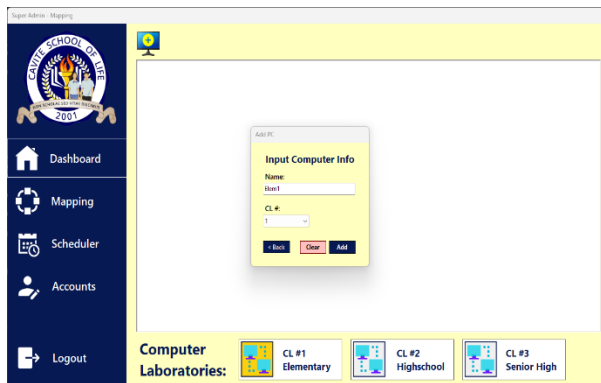 Super Admin - Mapping
CAVITE SCHOOL OF LIFE
2001
Dashboard
Mapping
Scheduler
Accounts
Logout
Add PC
Input Computer Info
Name:
Elem1
CL #:
1
< Back
Clear
Add
Computer
Laboratories:
CL #1
Elementary
CL #2
Highschool
CL #3
Senior High